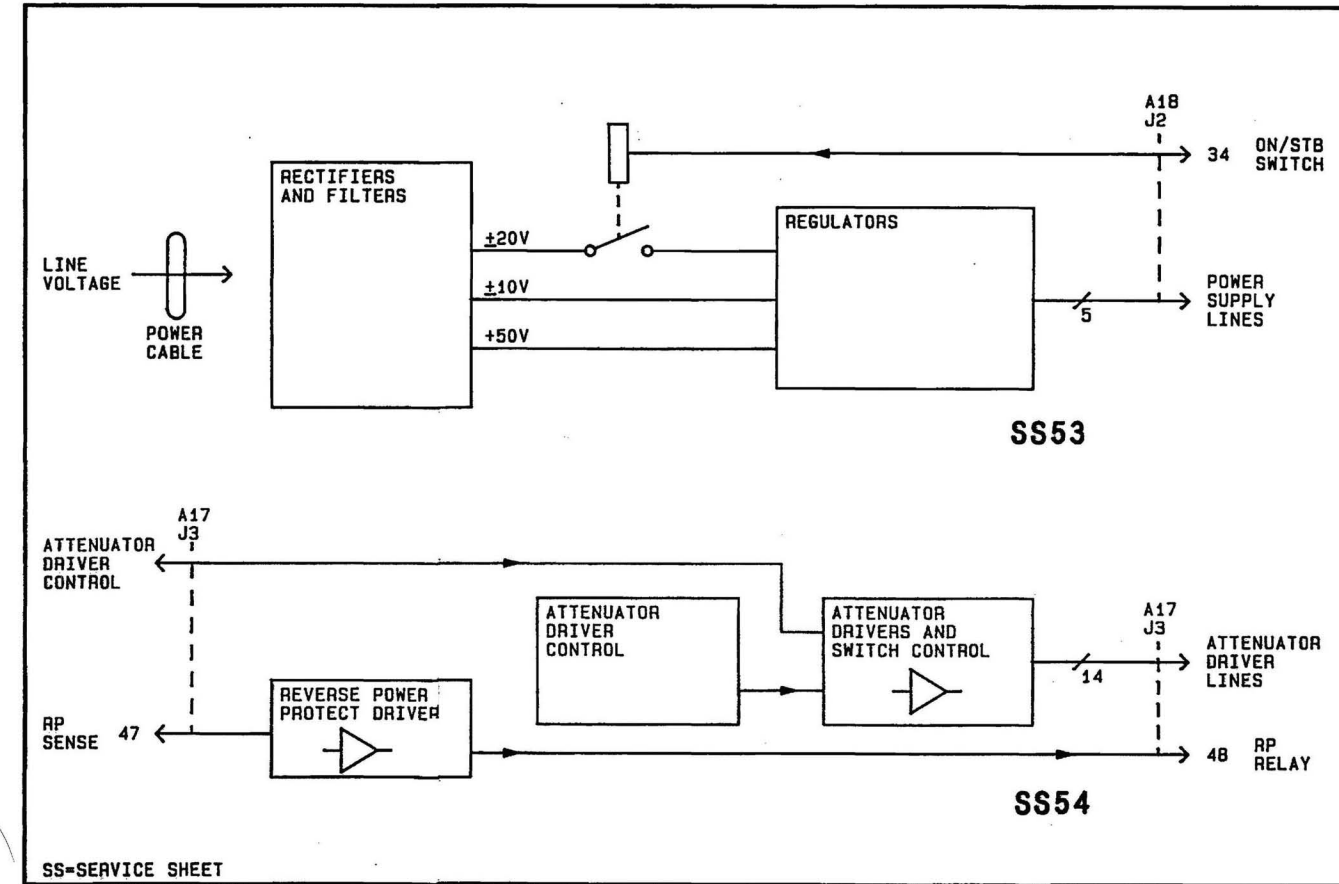 A18
J2
34 ON/STB
SWITCH
RECTIFIERS
AND FILTERS
REGULATORS
±20V
LINE
VOLTAGE
±10V
POWER
SUPPLY
LINES
5
POWER
CABLE
+50V
SS53
A17
J3
ATTENUATOR
DRIVER
CONTROL
ATTENUATOR
DRIVER
CONTROL
ATTENUATOR
DRIVERS AND
SWITCH CONTROL
A17
J3
ATTENUATOR
DRIVER
LINES
14
REVERSE POWER
PROTECT DRIVER
RP
SENSE 47
48 RP
RELAY
SS54
SS=SERVICE SHEET